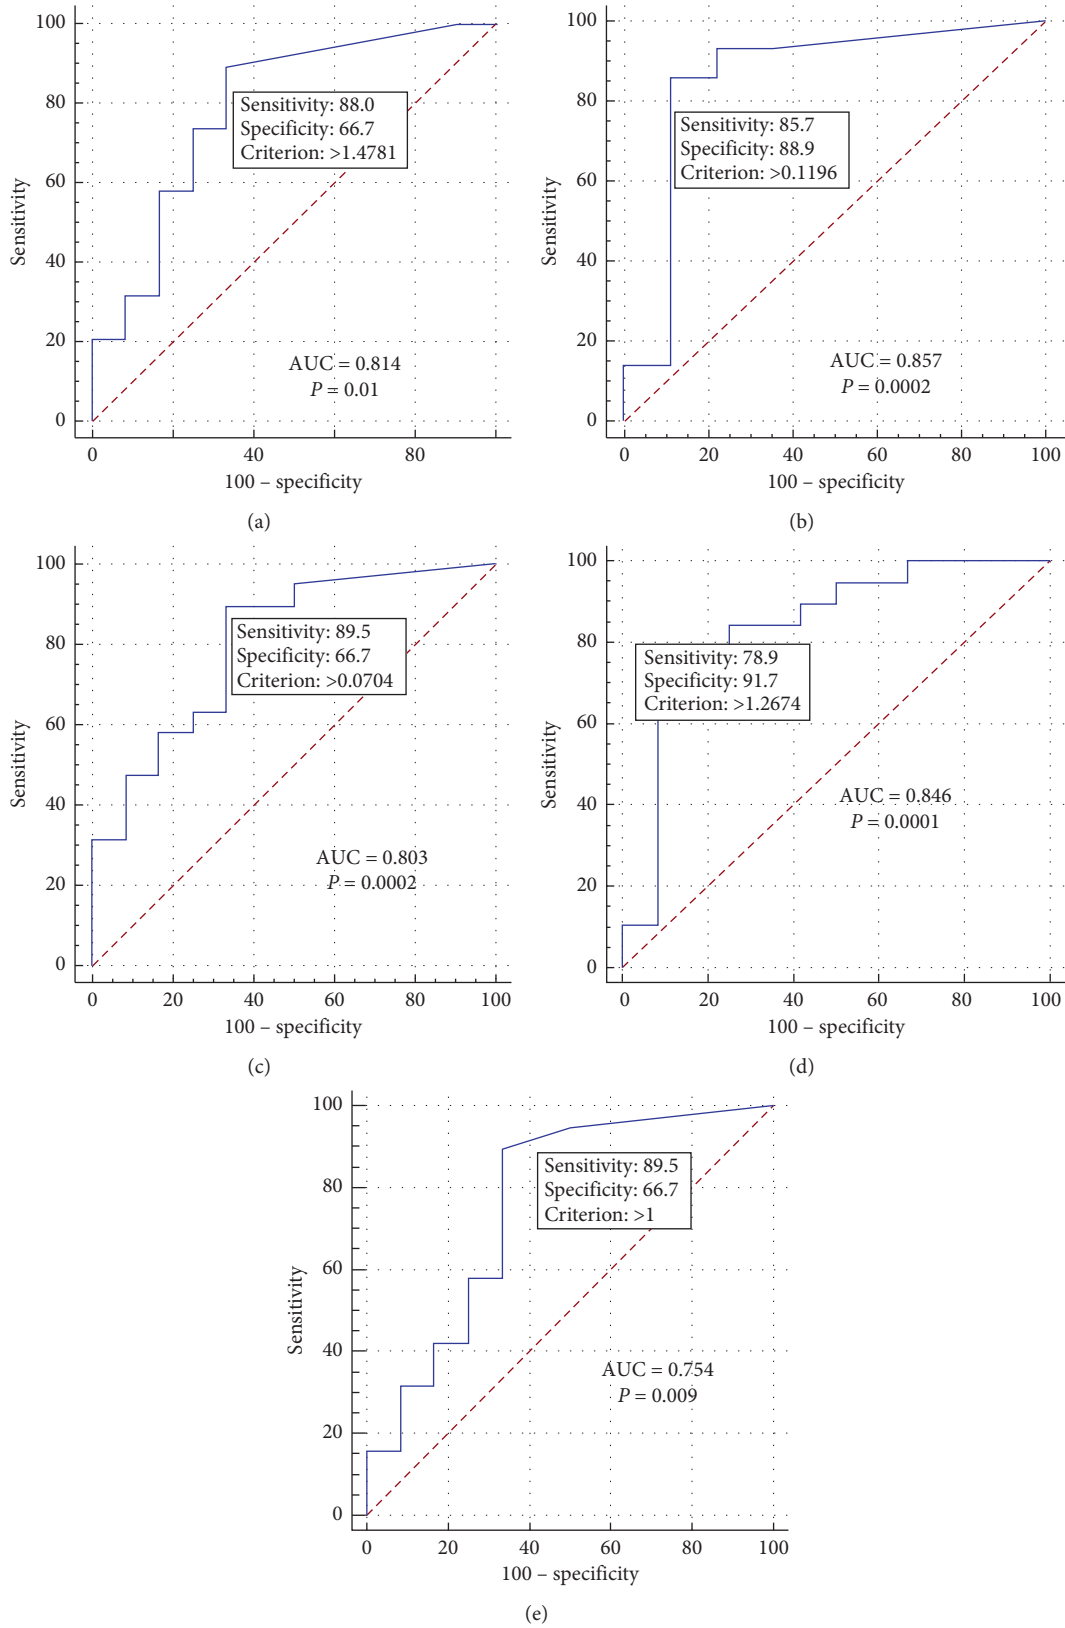 100
80
60
40
20
0
Sensitivity
Sensitivity: 88.0
Specificity: 66.7
Criterion: >1.4781
AUC = 0.814
P = 0.01
0 40 80
100 – specificity
(a)
100
80
60
40
20
0
Sensitivity
Sensitivity: 85.7
Specificity: 88.9
Criterion: >0.1196
AUC = 0.857
P = 0.0002
0 20 40 60 80 100
100 – specificity
(b)
100
80
60
40
20
0
Sensitivity
Sensitivity: 89.5
Specificity: 66.7
Criterion: >0.0704
AUC = 0.803
P = 0.0002
0 20 40 60 80 100
100 – specificity
(c)
100
80
60
40
20
0
Sensitivity
Sensitivity: 78.9
Specificity: 91.7
Criterion: >1.2674
AUC = 0.846
P = 0.0001
0 20 40 60 80 100
100 – specificity
(d)
100
80
60
40
20
0
Sensitivity
Sensitivity: 89.5
Specificity: 66.7
Criterion: >1
AUC = 0.754
P = 0.009
0 20 40 60 80 100
100 – specificity
(e)